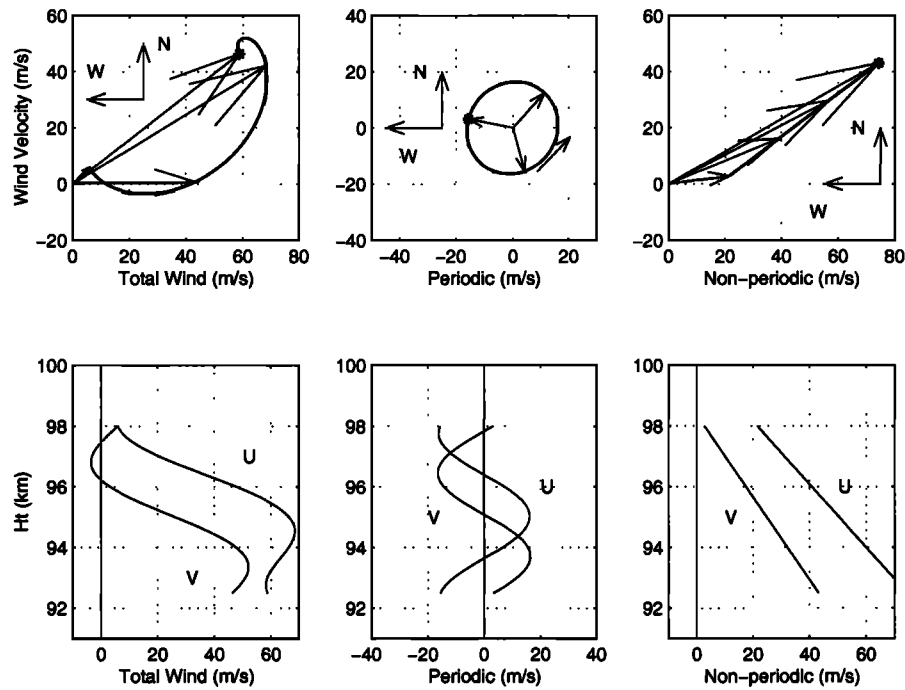 60
40
20
0
−20
0 20 40 60 80
N
W
Wind Velocity (m/s)
Total Wind (m/s)
60
40
20
0
−20
−40
−40 −20 0 20
N
W
Periodic (m/s)
60
40
20
0
−20
0 20 40 60 80
N
W
Non−periodic (m/s)
100
98
96
94
92
0 20 40 60
U
V
Ht (km)
Total Wind (m/s)
100
98
96
94
92
−40 −20 0 20 40
V
U
Periodic (m/s)
100
98
96
94
92
0 20 40 60
V
U
Non−periodic (m/s)